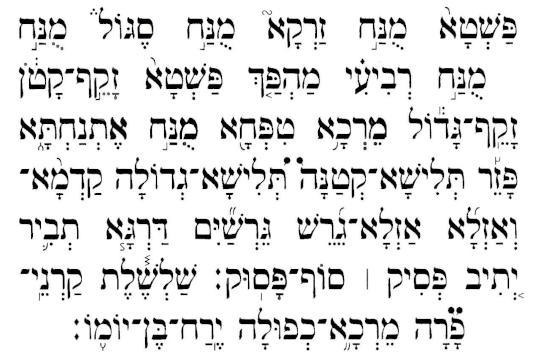 פַּשְׁטָא֙ מֻנַּ֣ח זַרְקָא֮ מֻנַּ֣ח סֶגּוֹל֒ מֻנַּ֣ח
מֻנַּ֣ח רְבִיעִ֗י מַהְפַּ֤ךְ פַּשְׁטָא֙ זָקֵף־קָטֹ֔ן
זָקֵף־גָּד֕וֹל מֵרְכָ֥א טִפְּחָ֖א מֻנַּ֣ח אֶתְנַחְתָּ֑א
פָּזֵ֡ר תְּלִישָׁא־קְטַנָּה֩ תְּ֠לִישָׁא־גְדוֹלָה קַדְמָ֨א־
וְאַזְלָ֜א אַזְלָא־גֵּ֜רֵשׁ גֵּרְשַׁ֞יִם דַּרְגָּ֧א תְּבִ֛יר
יְ֚תִיב פְּסִיק ׀ סוֹף־פָּסֽוּק׃ שַׁלְשֶׁ֓לֶת קַרְנֵי־
פָרָ֟ה מֵרְכָא־כְפוּלָ֦ה יֶרַח־בֶּן־יוֹמ֪וֹ׃